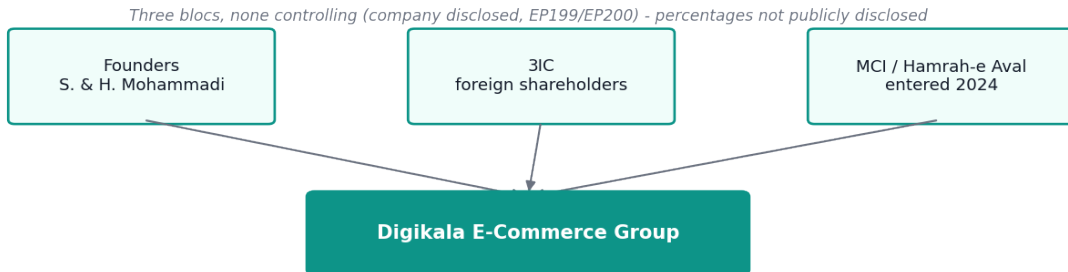 Three blocs, none controlling (company disclosed, EP199/EP200) - percentages not publicly disclosed
Founders
S. & H. Mohammadi
3IC
foreign shareholders
MCI / Hamrah-e Aval
entered 2024
Digikala E-Commerce Group